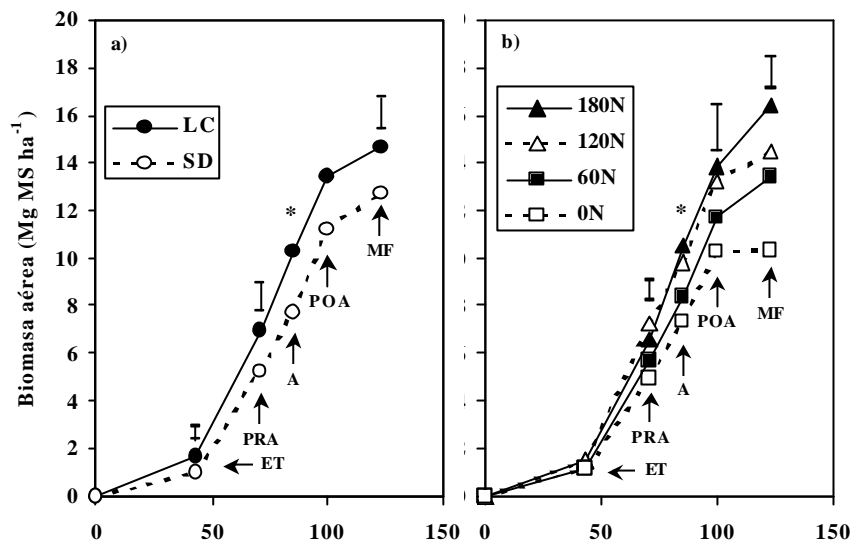 a)
b)
Biomasa aérea (Mg MS ha⁻¹)
20
18
16
14
12
10
8
6
4
2
0
LC
SD
*
MF
POA
A
PRA
ET
0
50
100
150
180N
120N
60N
0N
*
MF
POA
A
PRA
ET
0
50
100
150